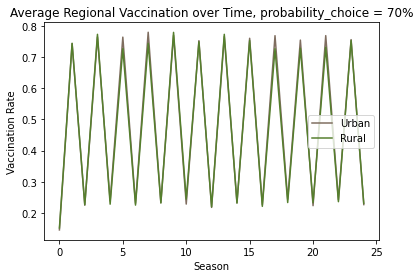 Average Regional Vaccination over Time, probability_choice = 70%
0.8
0.7
0.6
0.5
0.4
0.3
0.2
Vaccination Rate
Urban
Rural
0 5 10 15 20 25
Season